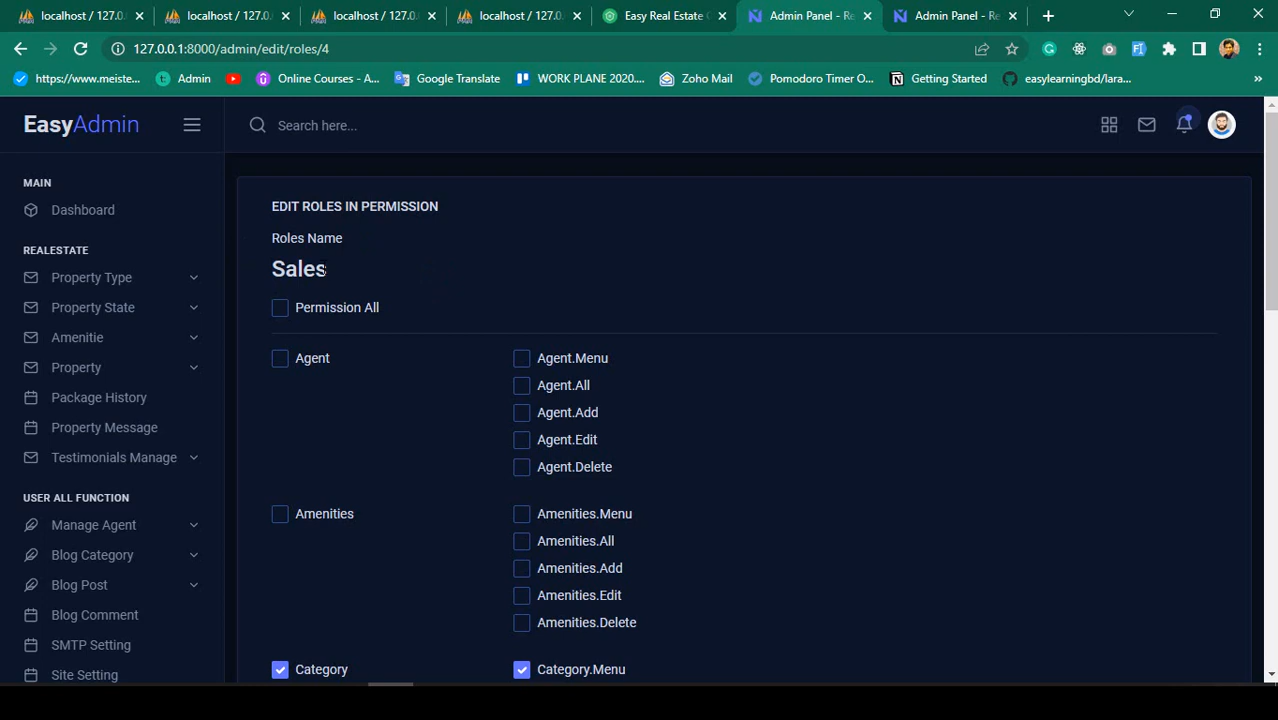 localhost / 127.0.
localhost / 127.0.
localhost / 127.0.
localhost / 127.0.
Easy Real Estate
Admin Panel - Re
Admin Panel - Re
127.0.0.1:8000/admin/edit/roles/4
https://www.meiste...
Admin
Online Courses - A...
Google Translate
WORK PLANE 2020....
Zoho Mail
Pomodoro Timer O...
Getting Started
easylearningbd/lara...
EasyAdmin
Search here...
MAIN
Dashboard
REALESTATE
Property Type
Property State
Amenitie
Property
Package History
Property Message
Testimonials Manage
USER ALL FUNCTION
Manage Agent
Blog Category
Blog Post
Blog Comment
SMTP Setting
Site Setting
EDIT ROLES IN PERMISSION
Roles Name
Sales
Permission All
Agent
Agent.Menu
Agent.All
Agent.Add
Agent.Edit
Agent.Delete
Amenities
Amenities.Menu
Amenities.All
Amenities.Add
Amenities.Edit
Amenities.Delete
Category
Category.Menu